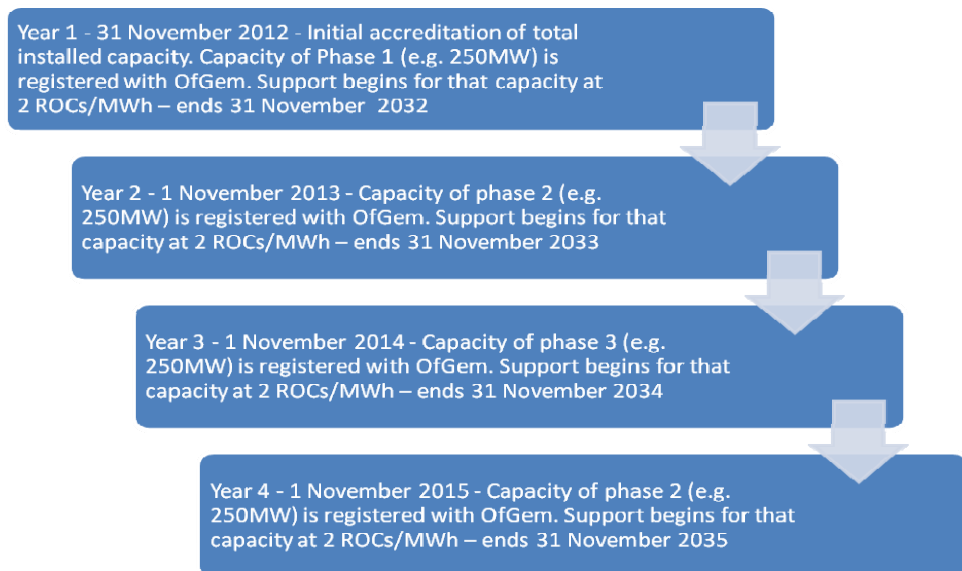 Year 1 - 31 November 2012 - Initial accreditation of total
installed capacity. Capacity of Phase 1 (e.g. 250MW) is
registered with OfGem. Support begins for that capacity at
2 ROCs/MWh – ends 31 November 2032
Year 2 - 1 November 2013 - Capacity of phase 2 (e.g.
250MW) is registered with OfGem. Support begins for that
capacity at 2 ROCs/MWh – ends 31 November 2033
Year 3 - 1 November 2014 - Capacity of phase 3 (e.g.
250MW) is registered with OfGem. Support begins for that
capacity at 2 ROCs/MWh – ends 31 November 2034
Year 4 - 1 November 2015 - Capacity of phase 2 (e.g.
250MW) is registered with OfGem. Support begins for that
capacity at 2 ROCs/MWh – ends 31 November 2035